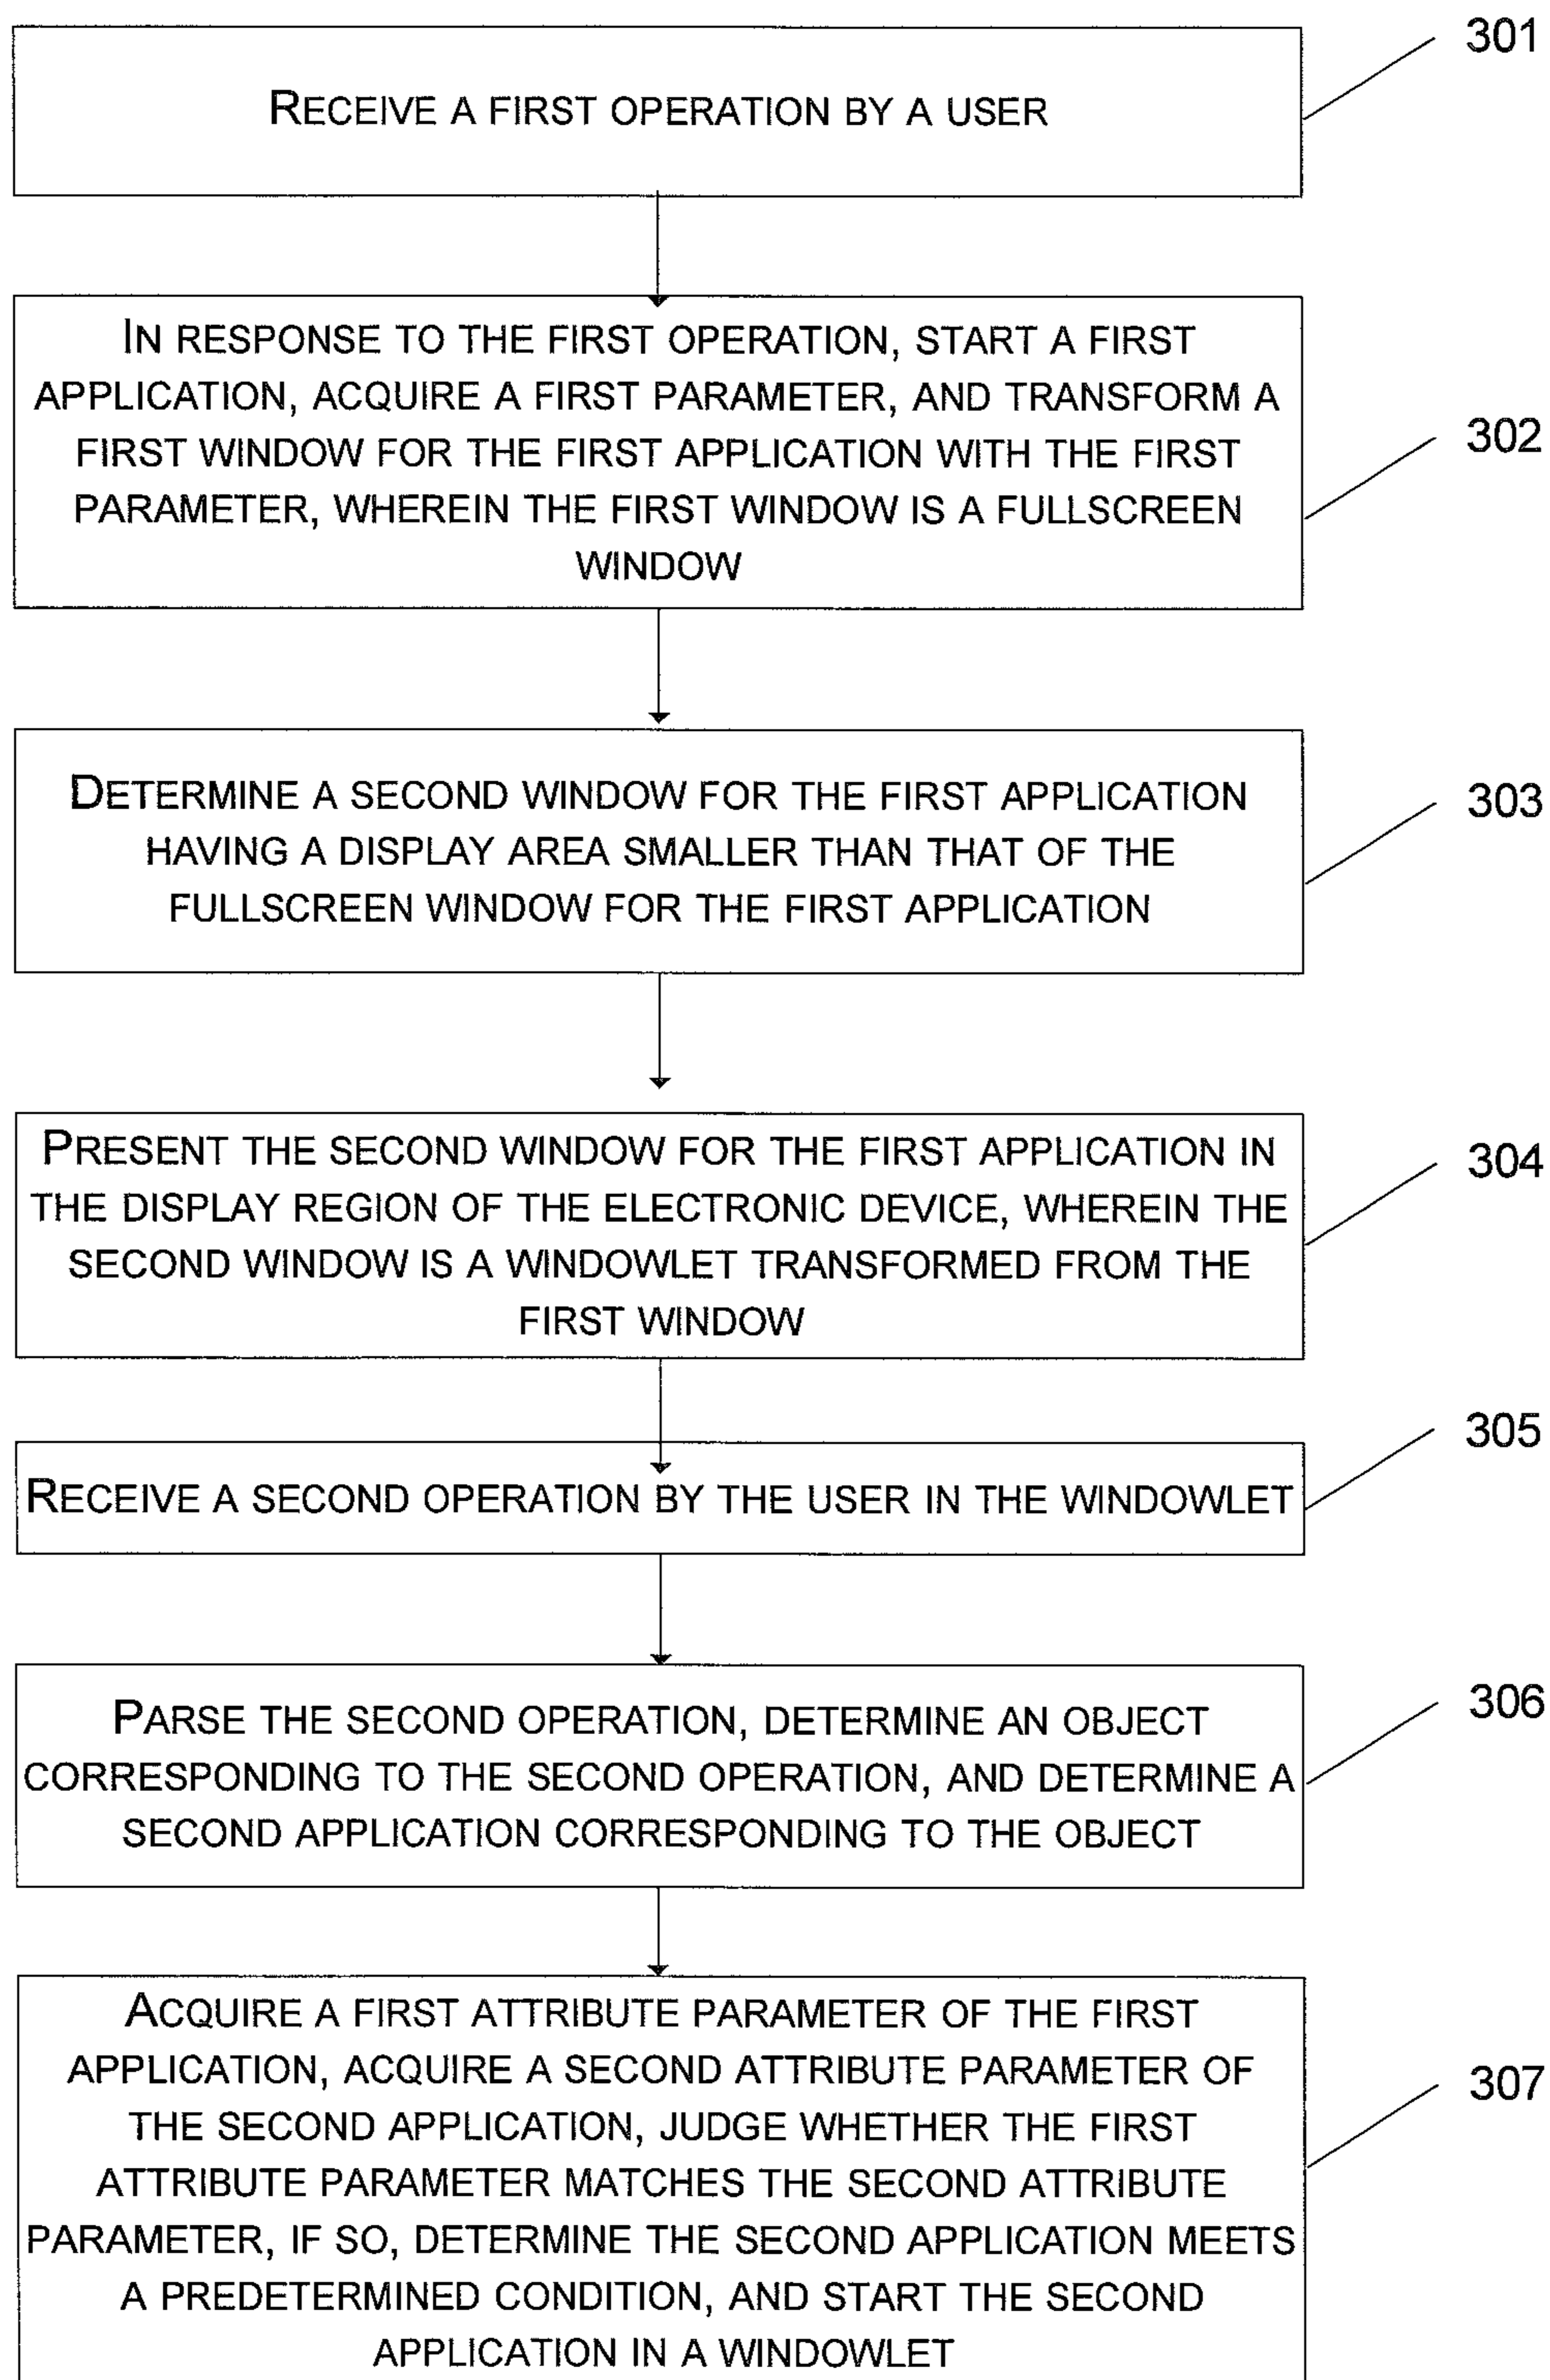 RECEIVE A FIRST OPERATION BY A USER
301
IN RESPONSE TO THE FIRST OPERATION, START A FIRST
APPLICATION, ACQUIRE A FIRST PARAMETER, AND TRANSFORM A
FIRST WINDOW FOR THE FIRST APPLICATION WITH THE FIRST
PARAMETER, WHEREIN THE FIRST WINDOW IS A FULLSCREEN
WINDOW
302
DETERMINE A SECOND WINDOW FOR THE FIRST APPLICATION
HAVING A DISPLAY AREA SMALLER THAN THAT OF THE
FULLSCREEN WINDOW FOR THE FIRST APPLICATION
303
PRESENT THE SECOND WINDOW FOR THE FIRST APPLICATION IN
THE DISPLAY REGION OF THE ELECTRONIC DEVICE, WHEREIN THE
SECOND WINDOW IS A WINDOWLET TRANSFORMED FROM THE
FIRST WINDOW
304
RECEIVE A SECOND OPERATION BY THE USER IN THE WINDOWLET
305
PARSE THE SECOND OPERATION, DETERMINE AN OBJECT
CORRESPONDING TO THE SECOND OPERATION, AND DETERMINE A
SECOND APPLICATION CORRESPONDING TO THE OBJECT
306
ACQUIRE A FIRST ATTRIBUTE PARAMETER OF THE FIRST
APPLICATION, ACQUIRE A SECOND ATTRIBUTE PARAMETER OF
THE SECOND APPLICATION, JUDGE WHETHER THE FIRST
ATTRIBUTE PARAMETER MATCHES THE SECOND ATTRIBUTE
PARAMETER, IF SO, DETERMINE THE SECOND APPLICATION MEETS
A PREDETERMINED CONDITION, AND START THE SECOND
APPLICATION IN A WINDOWLET
307